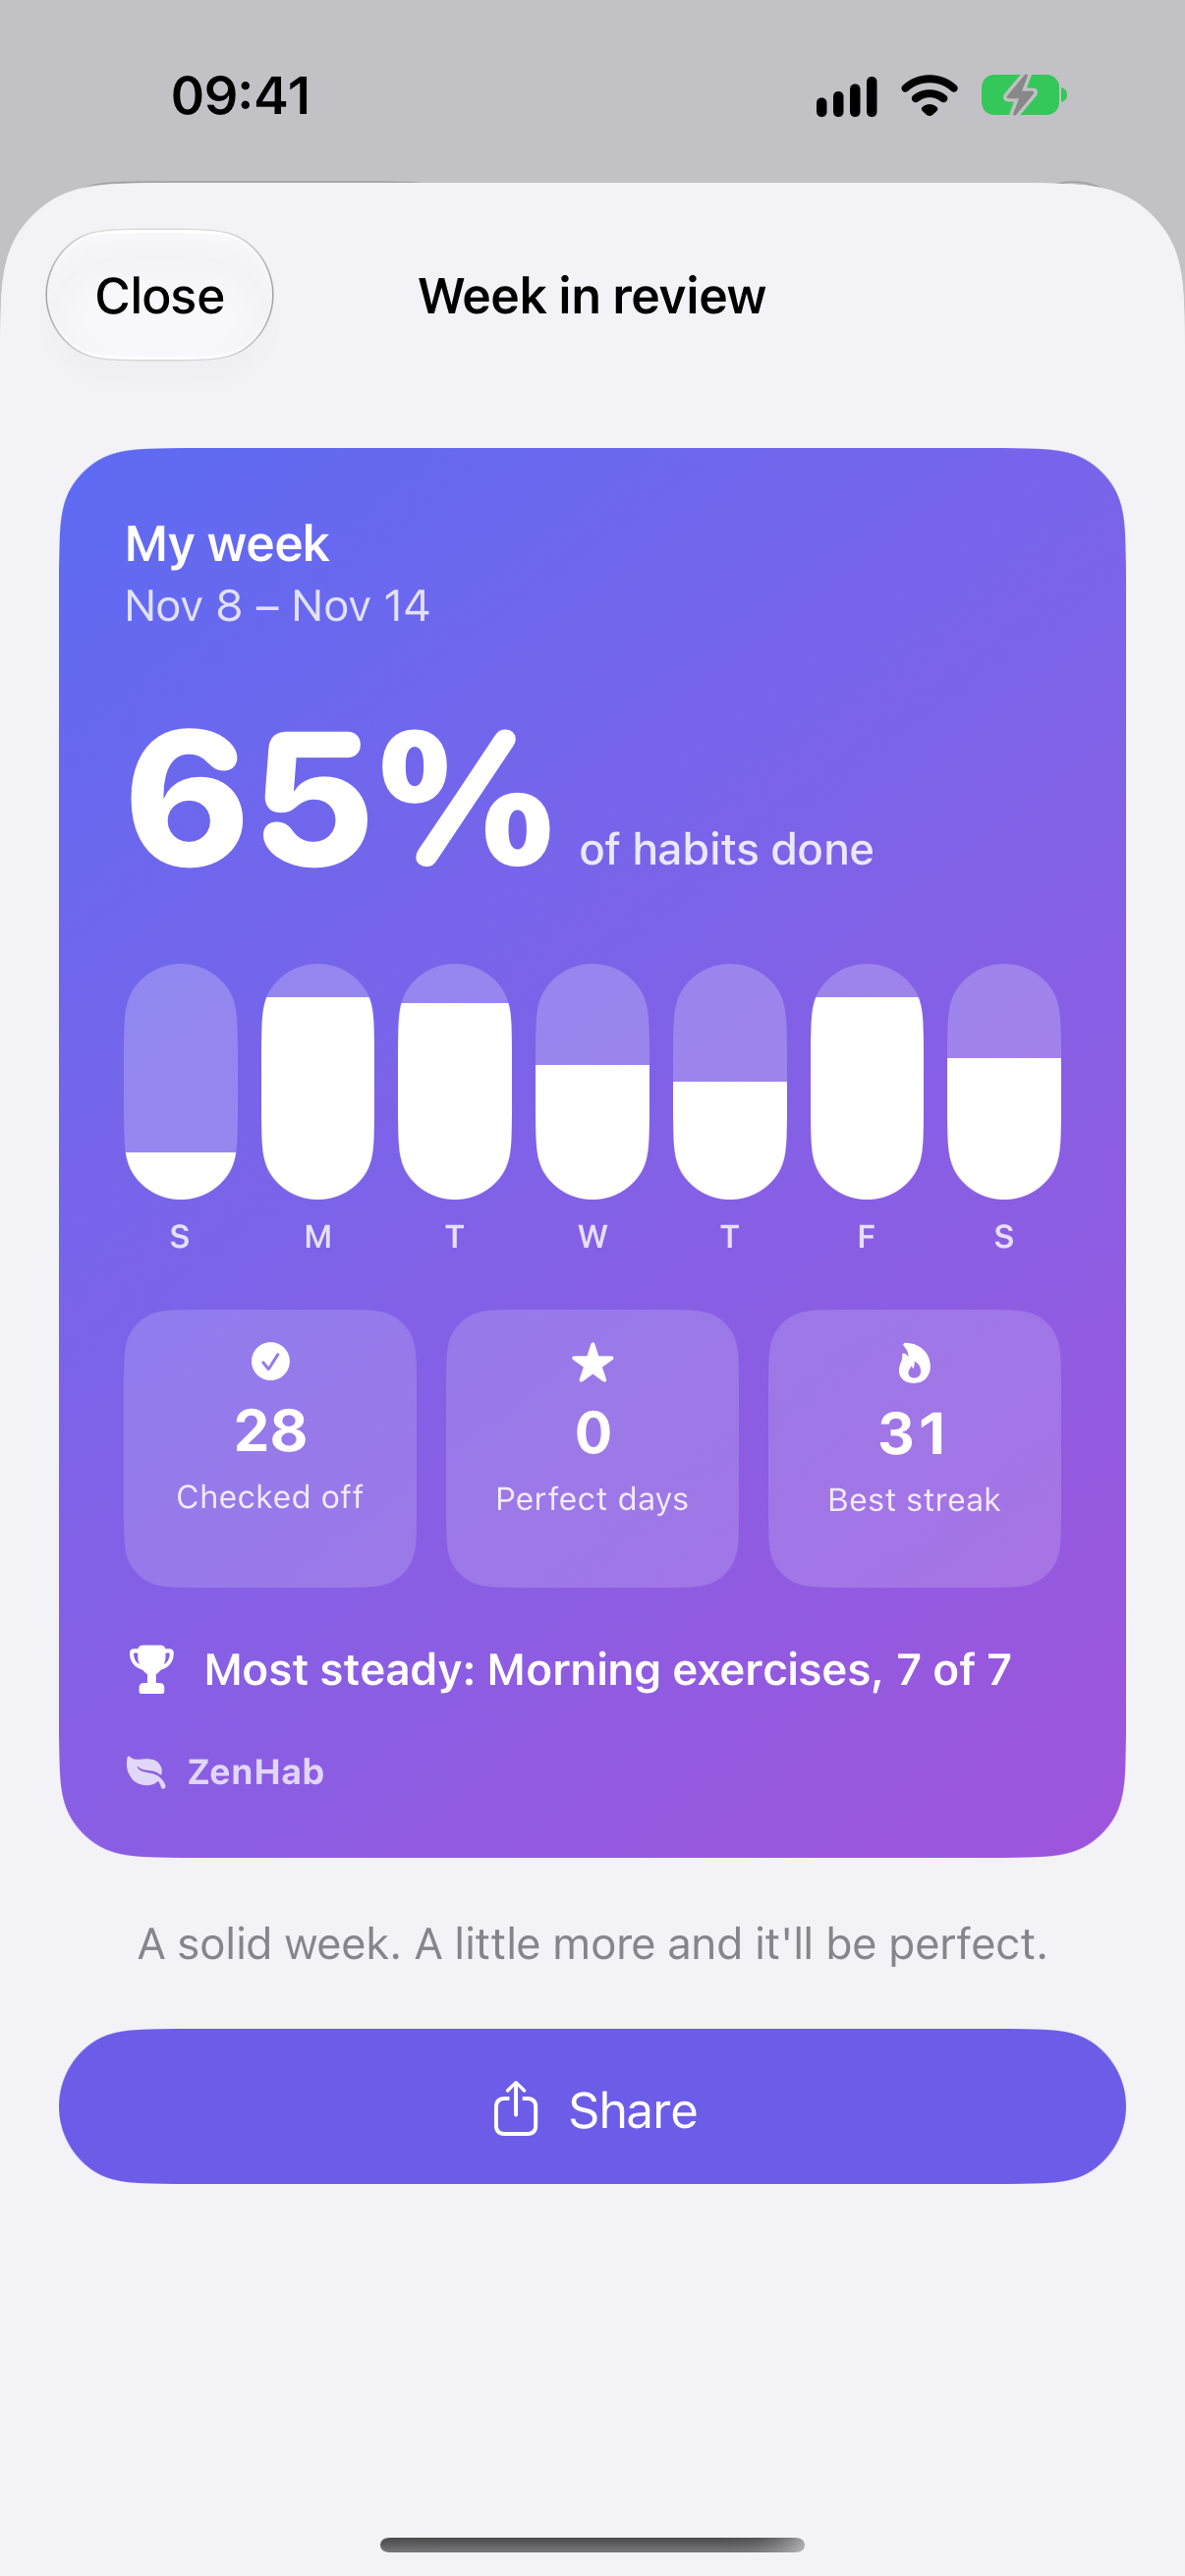 09:41
Close
Week in review
My week
Nov 8 – Nov 14
65% of habits done
S M T W T F S
28
Checked off
0
Perfect days
31
Best streak
Most steady: Morning exercises, 7 of 7
ZenHab
A solid week. A little more and it'll be perfect.
Share